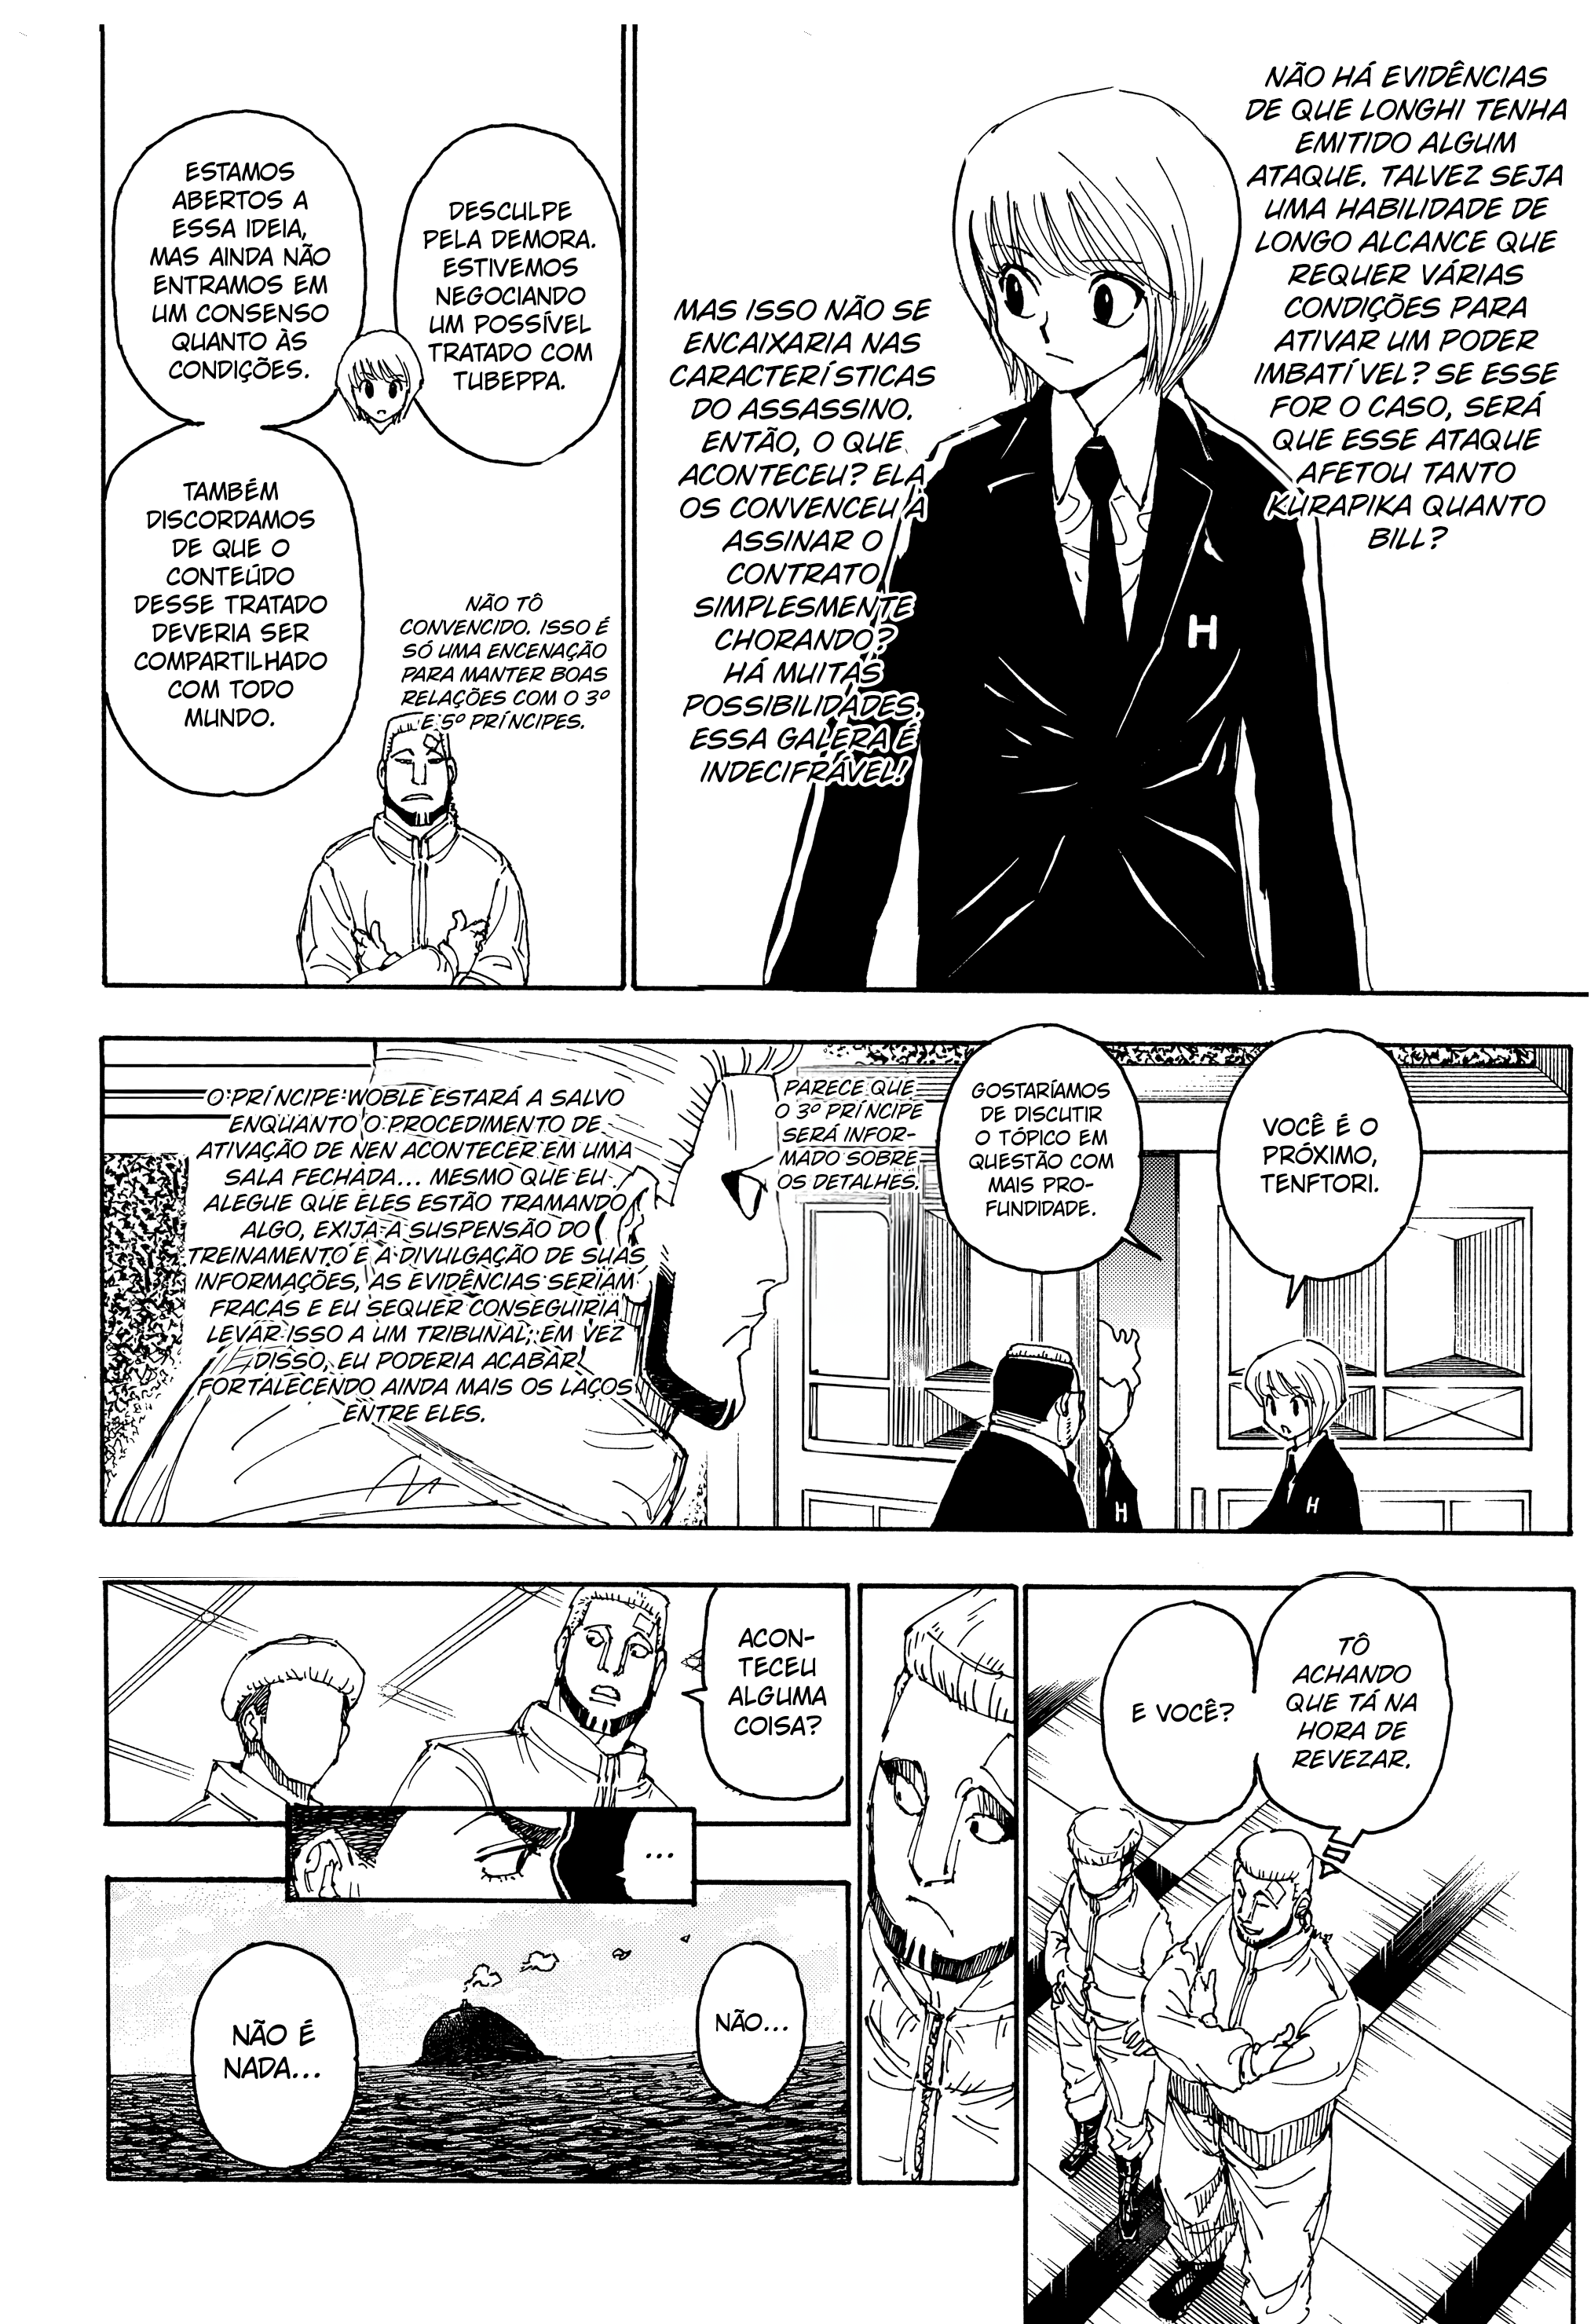 NÃO HÁ EVIDÊNCIAS
DE QUE LONGHI TENHA
EMITIDO ALGUM
ATAQUE. TALVEZ SEJA
UMA HABILIDADE DE
LONGO ALCANCE QUE
REQUER VÁRIAS
CONDIÇÕES PARA
ATIVAR UM PODER
IMBATÍVEL? SE ESSE
FOR O CASO, SERÁ
QUE ESSE ATAQUE
AFETOU TANTO
KURAPIKA QUANTO
BILL?
MAS ISSO NÃO SE
ENCAIXARIA NAS
CARACTERÍSTICAS
DO ASSASSINO.
ENTÃO, O QUE
ACONTECEU? ELA
OS CONVENCEU A
ASSINAR O
CONTRATO
SIMPLESMENTE
CHORANDO?
HÁ MUITAS
POSSIBILIDADES.
ESSA GALERA É
INDECIFRÁVEL!
H
DESCULPE
PELA DEMORA.
ESTIVEMOS
NEGOCIANDO
UM POSSÍVEL
TRATADO COM
TUBEPPA.
ESTAMOS
ABERTOS A
ESSA IDEIA,
MAS AINDA NÃO
ENTRAMOS EM
UM CONSENSO
QUANTO ÀS
CONDIÇÕES.
TAMBÉM
DISCORDAMOS
DE QUE O
CONTEÚDO
DESSE TRATADO
DEVERIA SER
COMPARTILHADO
COM TODO
MUNDO.
NÃO TÔ
CONVENCIDO. ISSO É
SÓ UMA ENCENAÇÃO
PARA MANTER BOAS
RELAÇÕES COM O 3º
E 5º PRÍNCIPES.
VOCÊ É O
PRÓXIMO,
TENFTORI.
GOSTARÍAMOS
DE DISCUTIR
O TÓPICO EM
QUESTÃO COM
MAIS PRO-
FUNDIDADE.
PARECE QUE
O 3º PRÍNCIPE
SERÁ INFOR-
MADO SOBRE
OS DETALHES.
O PRÍNCIPE WOBLE ESTARÁ A SALVO
ENQUANTO O PROCEDIMENTO DE
ATIVAÇÃO DE NEN ACONTECER EM UMA
SALA FECHADA... MESMO QUE EU
ALEGUE QUE ELES ESTÃO TRAMANDO
ALGO, EXIJA A SUSPENSÃO DO
TREINAMENTO E A DIVULGAÇÃO DE SUAS
INFORMAÇÕES, AS EVIDÊNCIAS SERIAM
FRACAS E EU SEQUER CONSEGUIRIA
LEVAR ISSO A UM TRIBUNAL; EM VEZ
DISSO, EU PODERIA ACABAR
FORTALECENDO AINDA MAIS OS LAÇOS
ENTRE ELES.
H
H
TÔ
ACHANDO
QUE TÁ NA
HORA DE
REVEZAR.
E VOCÊ?
ACON-
TECEU
ALGUMA
COISA?
...
NÃO...
NÃO É
NADA...